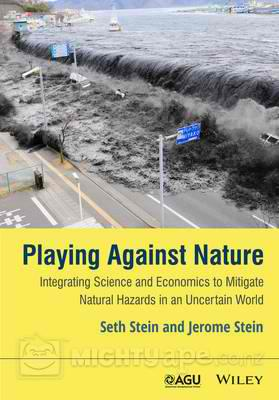 Playing Against Nature
Integrating Science and Economics to Mitigate
Natural Hazards in an Uncertain World
Seth Stein and Jerome Stein
mightyape.co.nz
AGU
WILEY